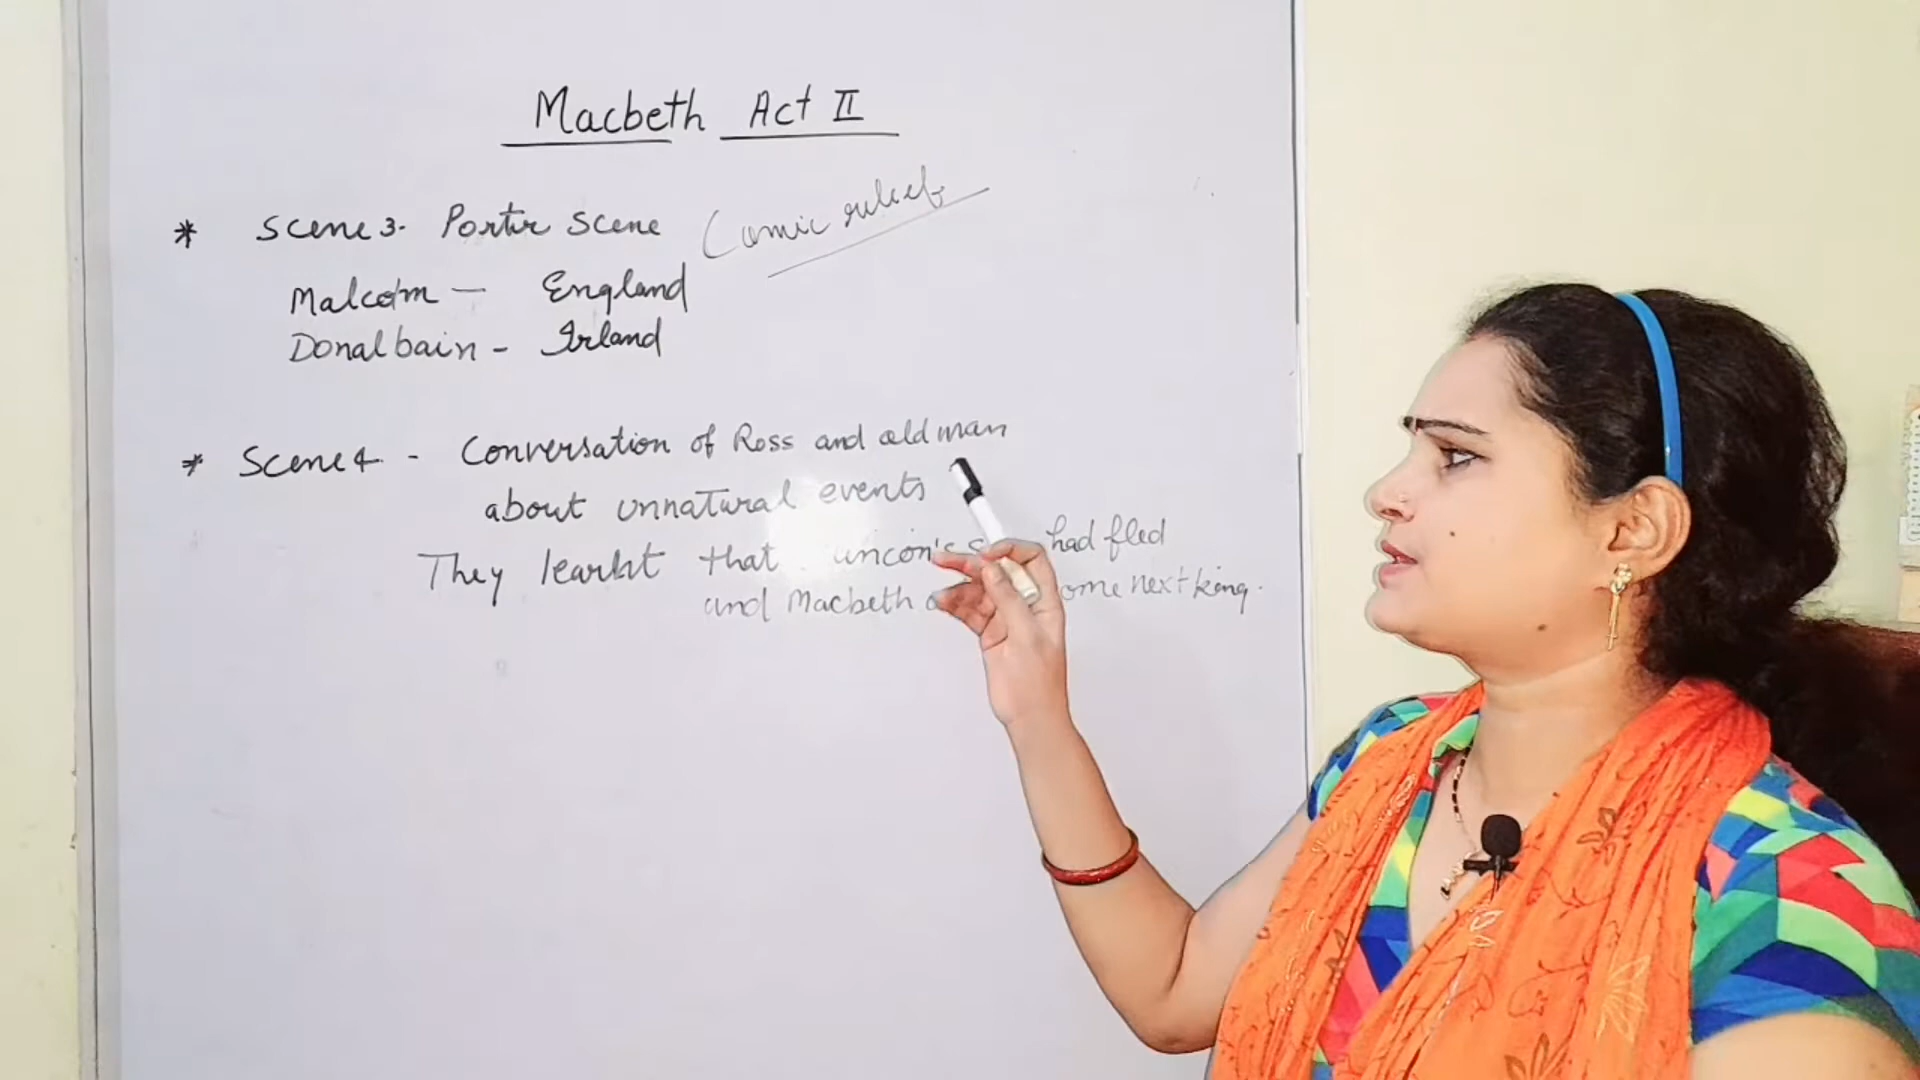 Macbeth Act II
* Scene 3. Porter Scene Comic relief
Malcolm — England
Donalbain - Irland
* Scene 4 - Conversation of Ross and old man
about unnatural events
They learnt that had fled
and Macbeth next king.